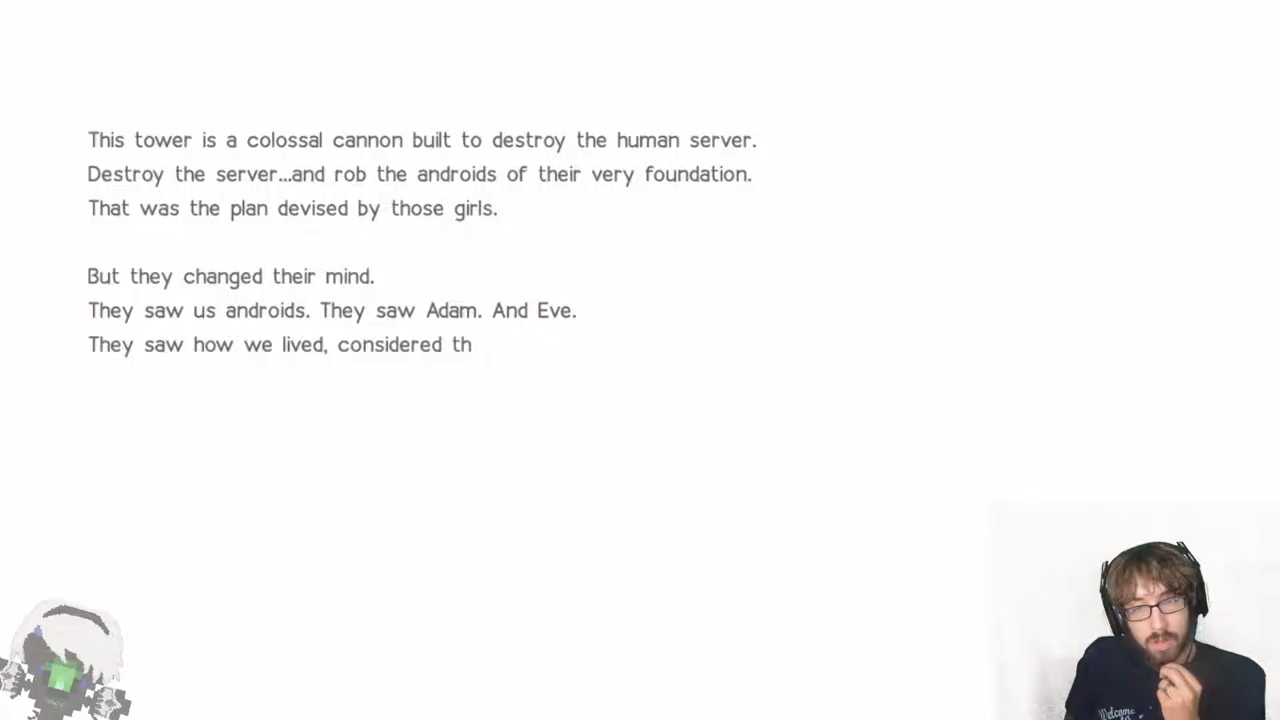 This tower is a colossal cannon built to destroy the human server.
Destroy the server...and rob the androids of their very foundation.
That was the plan devised by those girls.
But they changed their mind.
They saw us androids. They saw Adam. And Eve.
They saw how we lived, considered th
Welcome
to